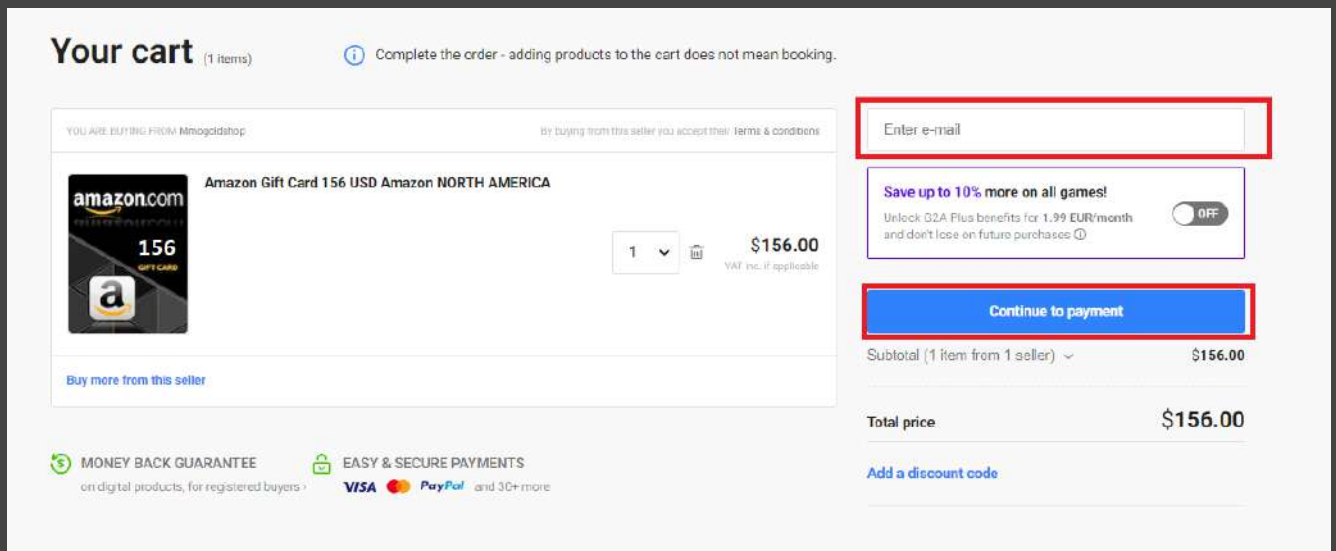 Your cart (1 items)
Complete the order - adding products to the cart does not mean booking.
YOU ARE BUYING FROM Mmogoldshop
By buying from this seller you accept their Terms & conditions
amazon.com
156
GIFT CARD
a
Amazon Gift Card 156 USD Amazon NORTH AMERICA
1
$156.00
VAT inc. if applicable
Buy more from this seller
MONEY BACK GUARANTEE
on digital products, for registered buyers ›
EASY & SECURE PAYMENTS
VISA PayPal and 30+ more
Enter e-mail
Save up to 10% more on all games!
Unlock G2A Plus benefits for 1.99 EUR/month
and don't lose on future purchases
OFF
Continue to payment
Subtotal (1 item from 1 seller)
$156.00
Total price
$156.00
Add a discount code